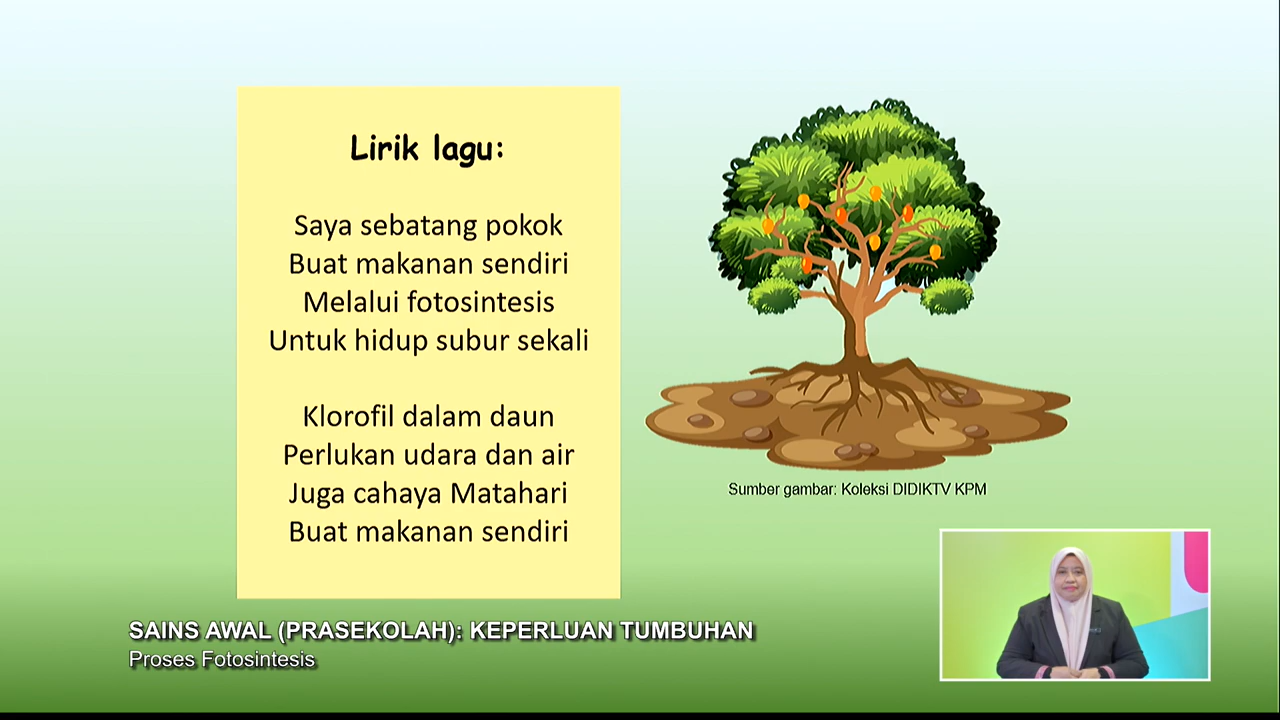 Lirik lagu:
Saya sebatang pokok
Buat makanan sendiri
Melalui fotosintesis
Untuk hidup subur sekali
Klorofil dalam daun
Perlukan udara dan air
Juga cahaya Matahari
Buat makanan sendiri
Sumber gambar: Koleksi DIDIKTV KPM
SAINS AWAL (PRASEKOLAH): KEPERLUAN TUMBUHAN
Proses Fotosintesis